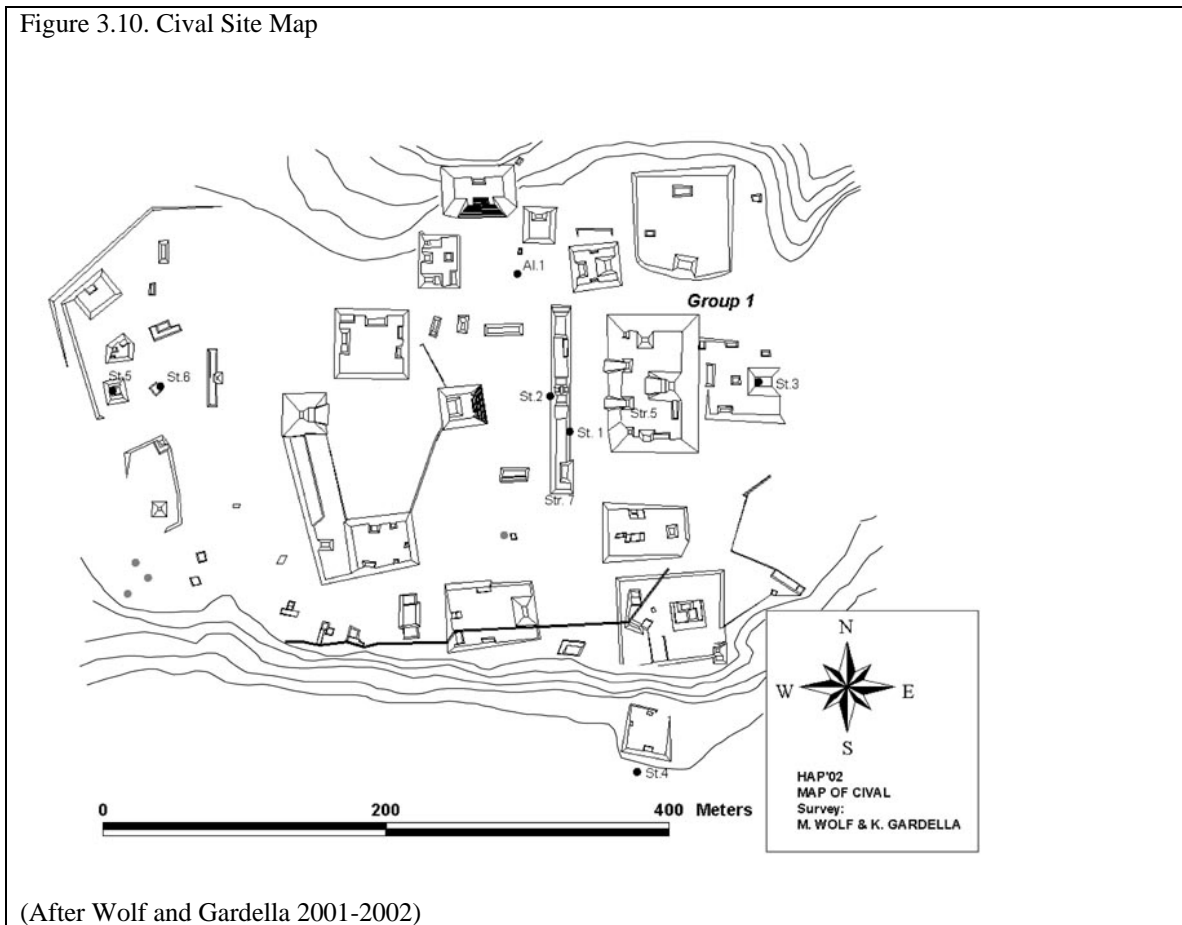 Figure 3.10. Cival Site Map
Al.1
Group 1
St.5
St.6
St.2
St.3
Str.5
St. 1
Str. 7
St.4
N
W E
S
HAP'02
MAP OF CIVAL
Survey:
M. WOLF & K. GARDELLA
0 200 400 Meters
(After Wolf and Gardella 2001-2002)